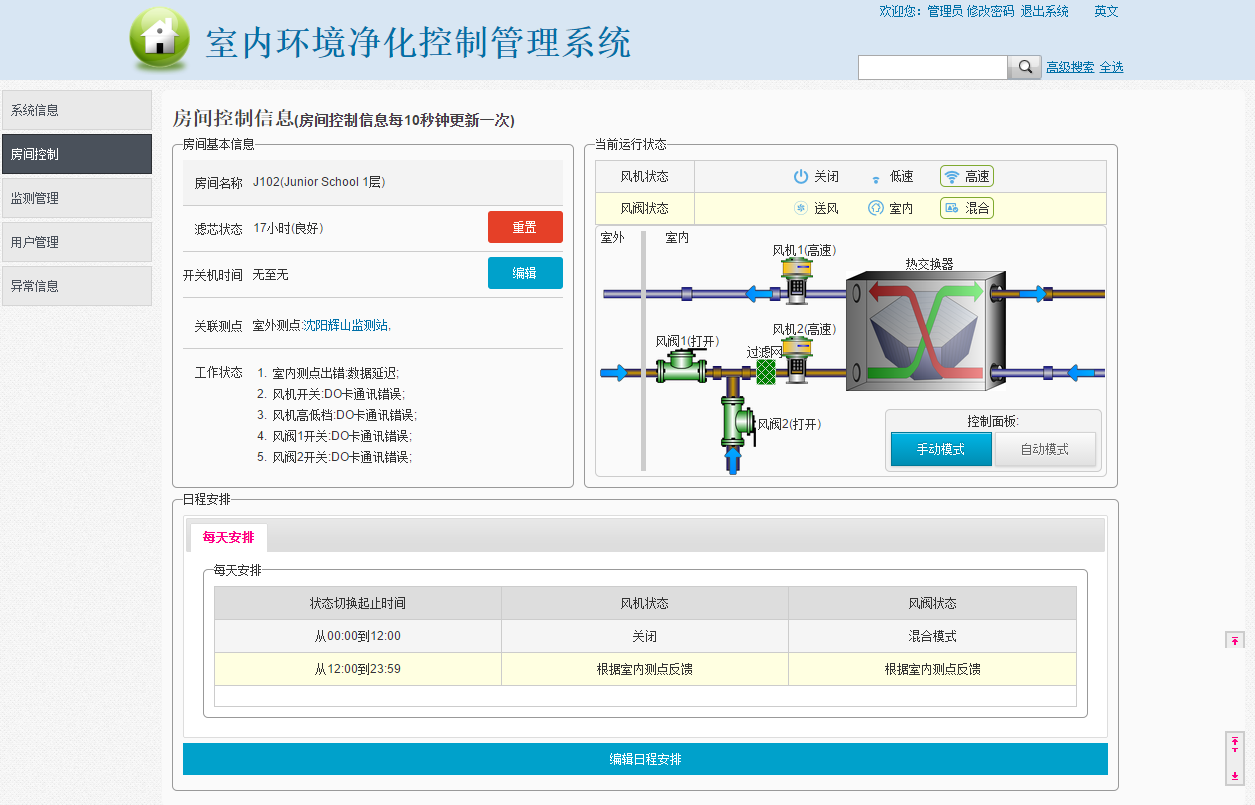 欢迎您: 管理员 修改密码 退出系统 英文
室内环境净化控制管理系统
高级搜索 全选
系统信息
房间控制
监测管理
用户管理
异常信息
房间控制信息(房间控制信息每10秒钟更新一次)
房间基本信息
房间名称 J102(Junior School 1层)
滤芯状态 17小时(良好) 重置
开关机时间 无至无 编辑
关联测点 室外测点:沈阳辉山监测站,
工作状态 1. 室内测点出错:数据延迟;
2. 风机开关:DO卡通讯错误;
3. 风机高低档:DO卡通讯错误;
4. 风阀1开关:DO卡通讯错误;
5. 风阀2开关:DO卡通讯错误;
当前运行状态
风机状态 关闭 低速 高速
风阀状态 送风 室内 混合
室外 室内
风机1(高速)
热交换器
风机2(高速)
风阀1(打开)
过滤网
风阀2(打开)
控制面板:
手动模式 自动模式
日程安排
每天安排
每天安排
状态切换起止时间 风机状态 风阀状态
从00:00到12:00 关闭 混合模式
从12:00到23:59 根据室内测点反馈 根据室内测点反馈
编辑日程安排